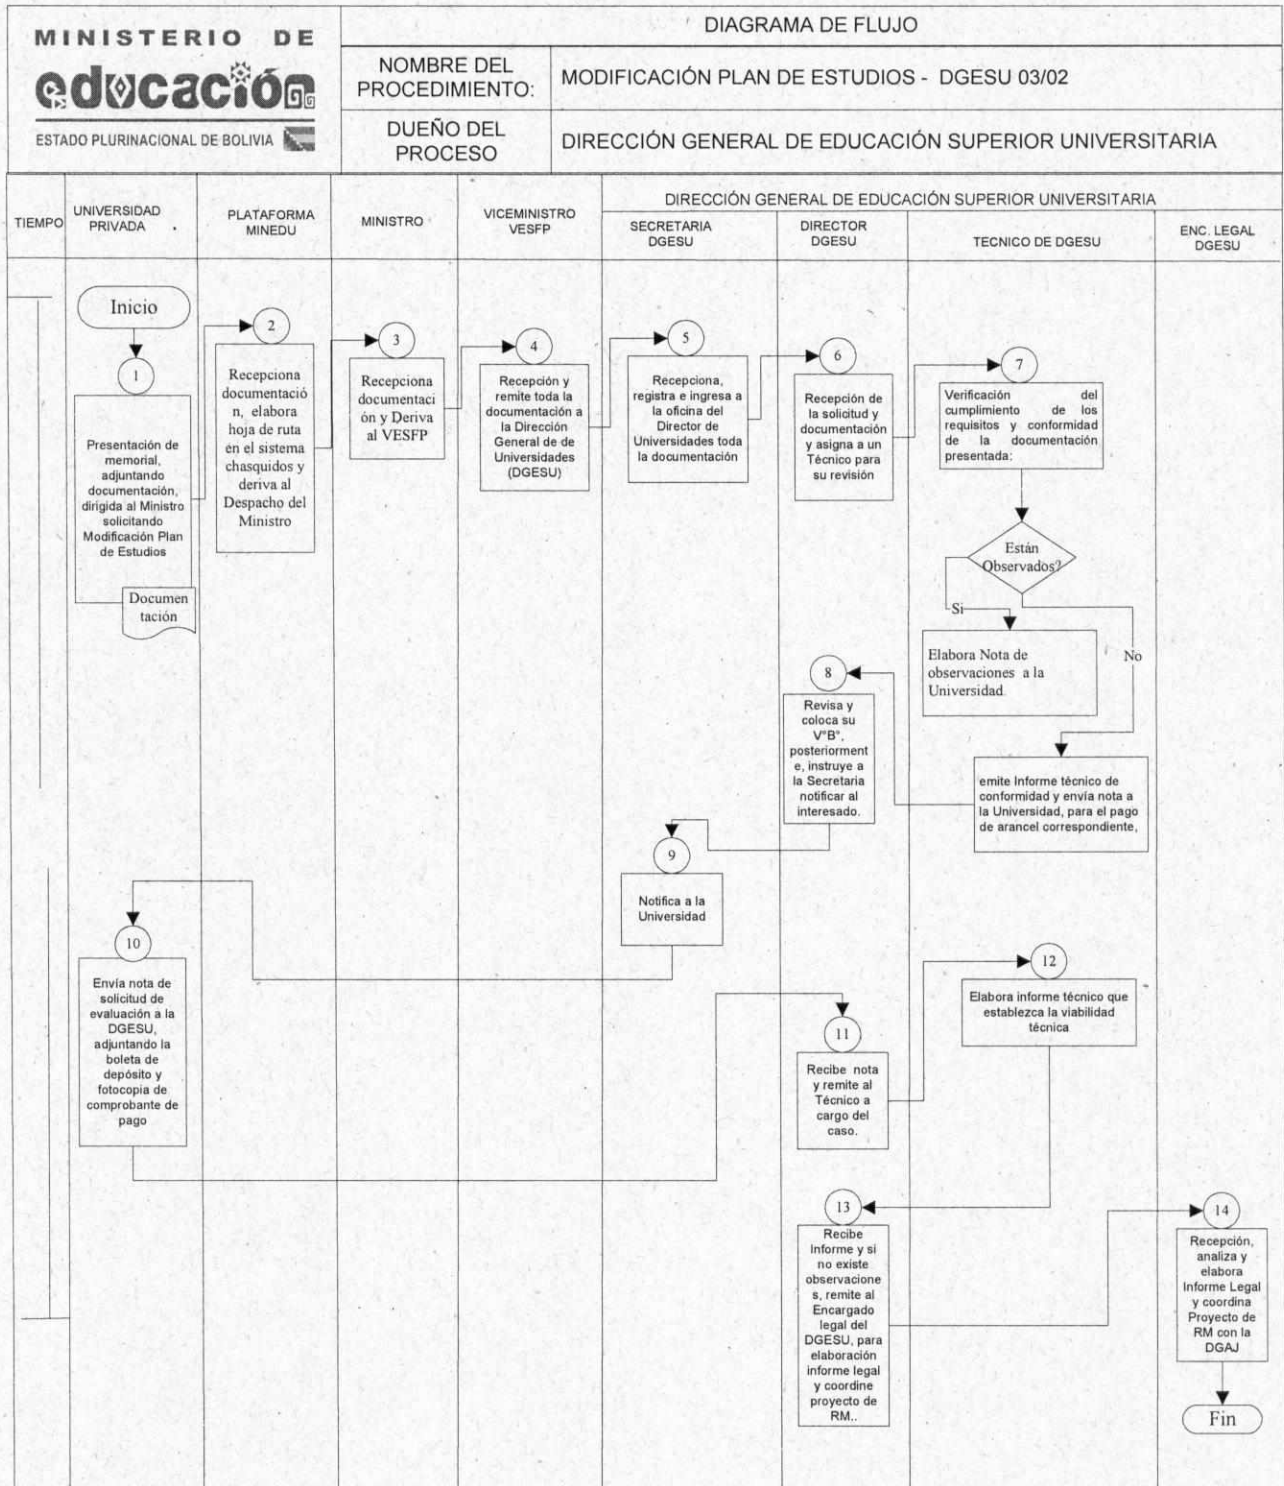 MINISTERIO DE
educación
ESTADO PLURINACIONAL DE BOLIVIA
DIAGRAMA DE FLUJO
NOMBRE DEL
PROCEDIMIENTO:
MODIFICACIÓN PLAN DE ESTUDIOS - DGESU 03/02
DUEÑO DEL
PROCESO
DIRECCIÓN GENERAL DE EDUCACIÓN SUPERIOR UNIVERSITARIA
TIEMPO
UNIVERSIDAD
PRIVADA
PLATAFORMA
MINEDU
MINISTRO
VICEMINISTRO
VESFP
DIRECCIÓN GENERAL DE EDUCACIÓN SUPERIOR UNIVERSITARIA
SECRETARIA
DGESU
DIRECTOR
DGESU
TECNICO DE DGESU
ENC. LEGAL
DGESU
Inicio
1
Presentación de
memorial,
adjuntando
documentación,
dirigida al Ministro
solicitando
Modificación Plan
de Estudios
Documen
tación
2
Recepciona
documentació
n, elabora
hoja de ruta
en el sistema
chasquidos y
deriva al
Despacho del
Ministro
3
Recepciona
documentaci
ón y Deriva
al VESFP
4
Recepción y
remite toda la
documentación a
la Dirección
General de de
Universidades
(DGESU)
5
Recepciona,
registra e ingresa a
la oficina del
Director de
Universidades toda
la documentación
6
Recepción de
la solicitud y
documentación
y asigna a un
Técnico para
su revisión
7
Verificación del
cumplimiento de los
requisitos y conformidad
de la documentación
presentada:
Están
Observados?
Si
No
Elabora Nota de
observaciones a la
Universidad.
emite Informe técnico de
conformidad y envía nota a
la Universidad, para el pago
de arancel correspondiente,
8
Revisa y
coloca su
V°B°,
posteriorment
e, instruye a
la Secretaria
notificar al
interesado.
9
Notifica a la
Universidad
10
Envía nota de
solicitud de
evaluación a la
DGESU,
adjuntando la
boleta de
depósito y
fotocopia de
comprobante de
pago
11
Recibe nota
y remite al
Técnico a
cargo del
caso.
12
Elabora informe técnico que
establezca la viabilidad
técnica
13
Recibe
Informe y si
no existe
observacione
s, remite al
Encargado
legal del
DGESU, para
elaboración
informe legal
y coordine
proyecto de
RM..
14
Recepción,
analiza y
elabora
Informe Legal
y coordina
Proyecto de
RM con la
DGAJ
Fin